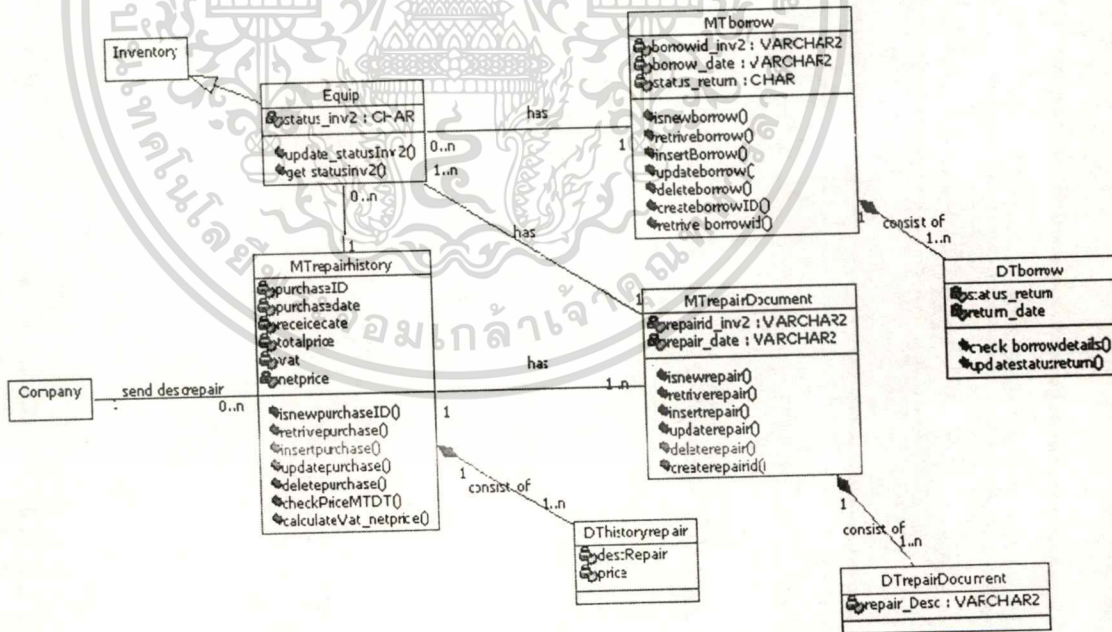 Inventory
Equip
status_inv2 : CHAR
update_statusInv2()
get statusinv2()
MTborrow
borrowid_inv2 : VARCHAR2
borrow_date : VARCHAR2
status_return : CHAR
isnewborrow()
retriveborrow()
insertBorrow()
updateborrow(
deleteborrow()
createborrowID()
retrive borrowid()
has
0..n
1
1..n
has
1
0..n
1
consist of
1
1..n
DTborrow
status_return
return_date
check borrowdetails()
updatestatusreturn()
MTrepairhistory
purchaseID
purchasedate
totalprice
vat
netprice
isnewpurchaseID()
retrivepurchase()
insertpurchase()
updatepurchase()
deletepurchase()
checkPriceMTDT()
calculateVat_netprice()
MTrepairDocument
repairid_inv2 : VARCHAR2
repair_date : VARCHAR2
isnewrepair()
retriverepair()
insertrepair()
updaterepair()
delaterepair()
createrepairid(
Company
send descrepair
0..n
has
1
1..n
consist of
1
1..n
DThistoryrepair
descRepair
price
consist of
1
1..n
DTrepairDocument
repair_Desc : VARCHAR2